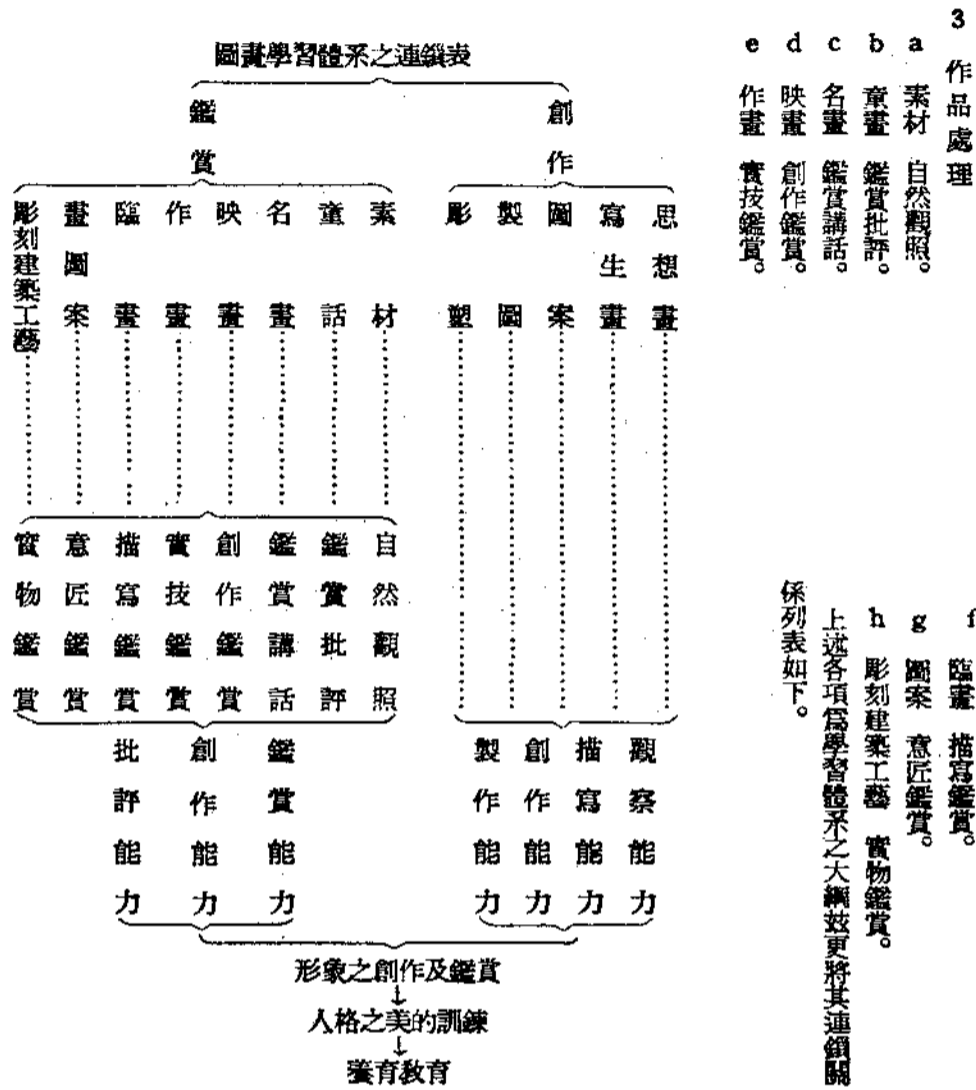 3 作品處理
a 素材 自然觀照。
b 童畫 鑑賞批評。
c 名畫 鑑賞講話。
d 映畫 創作鑑賞。
e 作畫 實技鑑賞。
f 臨畫 描寫鑑賞。
g 圖案 意匠鑑賞。
h 彫刻建築工藝 實物鑑賞。
上述各項爲學習體系之大綱茲更將其連鎖關
係列表如下。
圖畫學習體系之連鎖表
創作
思想畫
寫生畫
圖案
製圖
彫塑
觀察能力
描寫能力
創作能力
製作能力
鑑賞
素材
童話
名畫
映畫
作畫
臨畫
畫圖案
彫刻建築工藝
自然觀照
鑑賞批評
鑑賞講話
創作鑑賞
實技鑑賞
描寫鑑賞
意匠鑑賞
實物鑑賞
鑑賞能力
創作能力
批評能力
形象之創作及鑑賞
↓
人格之美的訓練
↓
養育教育